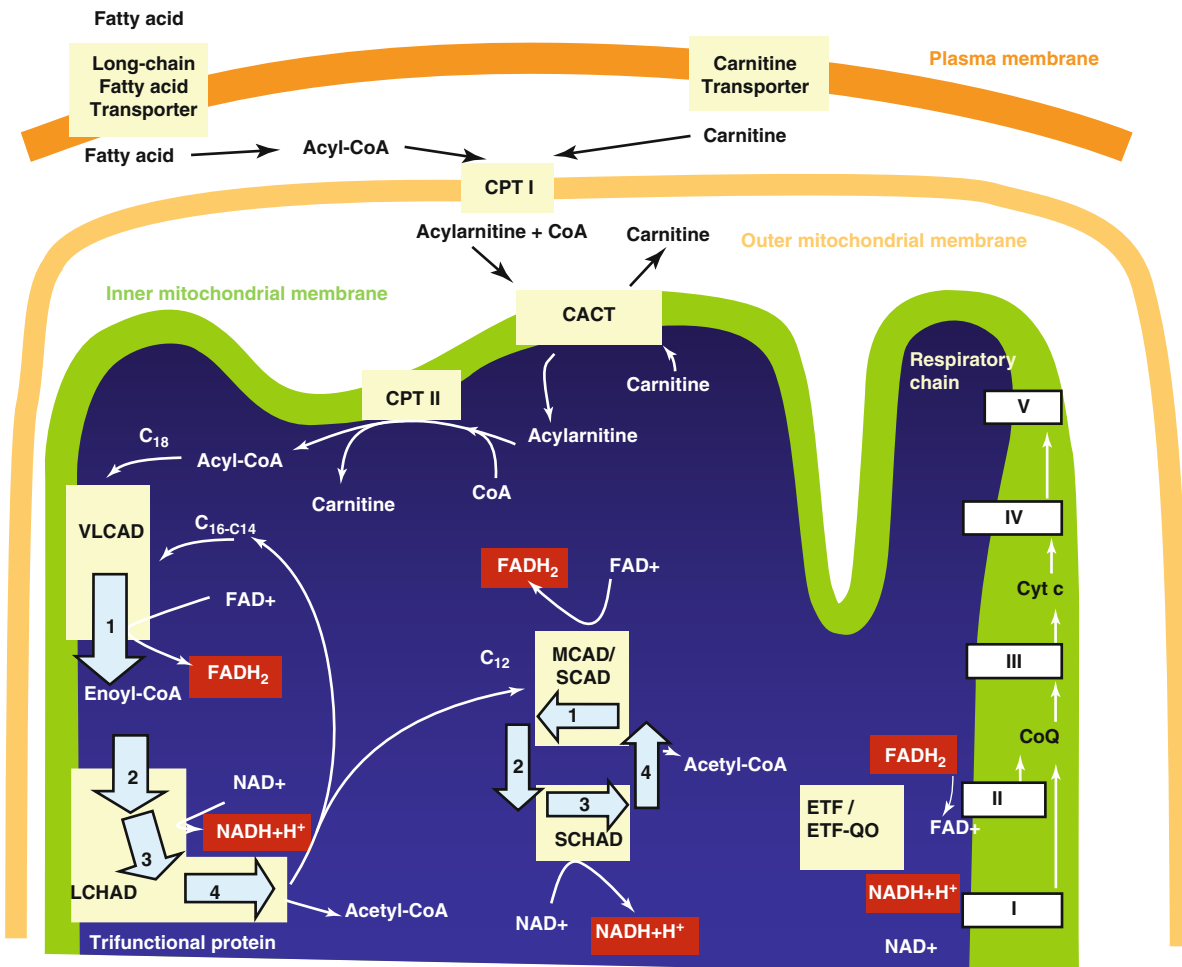 Fatty acid
Long-chain
Fatty acid
Transporter
Carnitine
Transporter
Plasma membrane
Fatty acid
Acyl-CoA
Carnitine
CPT I
Acylarnitine + CoA
Carnitine
Outer mitochondrial membrane
Inner mitochondrial membrane
CACT
Carnitine
CPT II
Acylarnitine
C18
Acyl-CoA
Carnitine
CoA
VLCAD
C16-C14
1
FAD+
FADH2
Enoyl-CoA
2
NAD+
NADH+H+
3
LCHAD
4
Acetyl-CoA
Trifunctional protein
FADH2
FAD+
C12
MCAD/
SCAD
1
2
4
Acetyl-CoA
3
SCHAD
NAD+
NADH+H+
Respiratory
chain
V
IV
Cyt c
III
CoQ
FADH2
II
ETF /
ETF-QO
FAD+
NADH+H+
I
NAD+